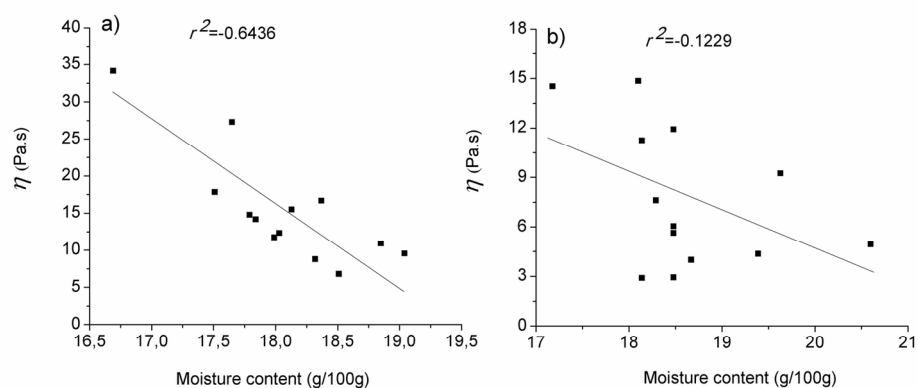 a)
r²=-0.6436
40
35
30
25
20
15
10
5
0
η (Pa.s)
16,5 17,0 17,5 18,0 18,5 19,0 19,5
Moisture content (g/100g)
b)
r²=-0.1229
18
15
12
9
6
3
0
η (Pa.s)
17 18 19 20 21
Moisture content (g/100g)